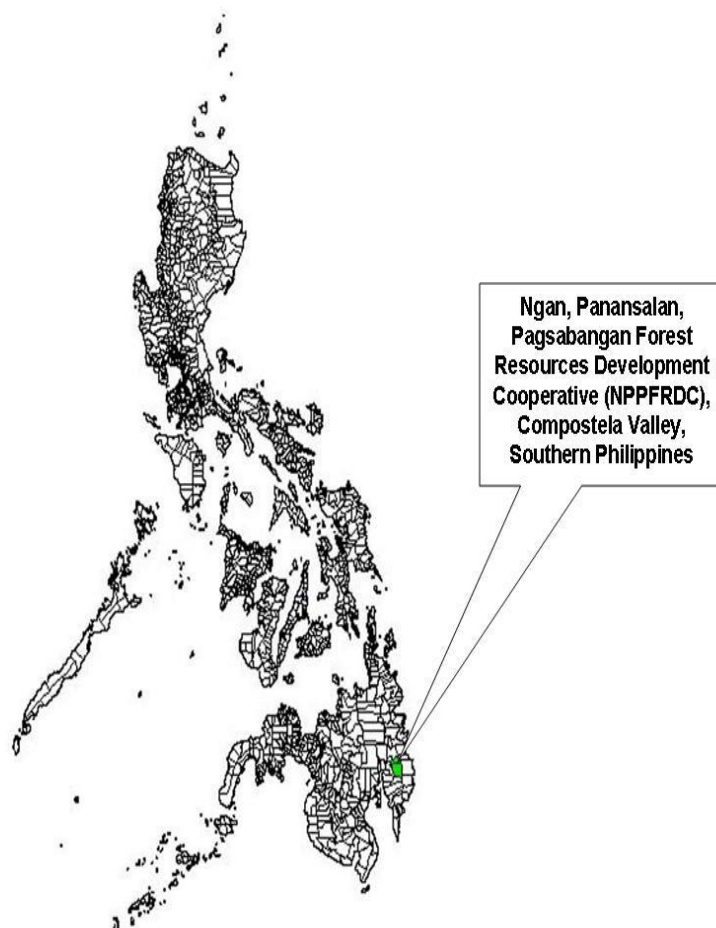 Ngan, Panansalan,
Pagsabangan Forest
Resources Development
Cooperative (NPPFRDC),
Compostela Valley,
Southern Philippines